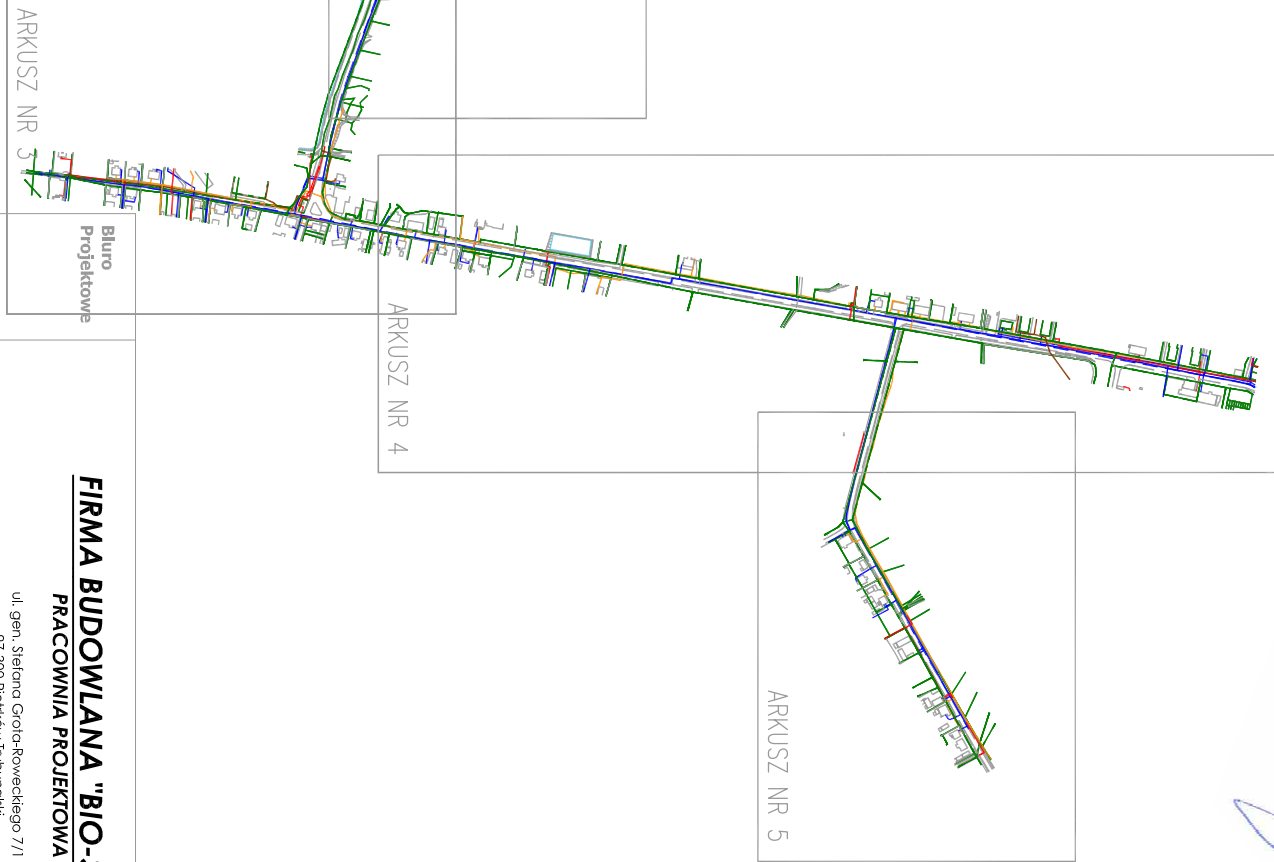 ARKUSZ NR 3
Biuro
Projektowe
ARKUSZ NR 4
FIRMA BUDOWLANA "BIO-
PRACOWNIA PROJEKTOWA
ul. gen. Stefana Grota-Roweckiego 7/1
ARKUSZ NR 5